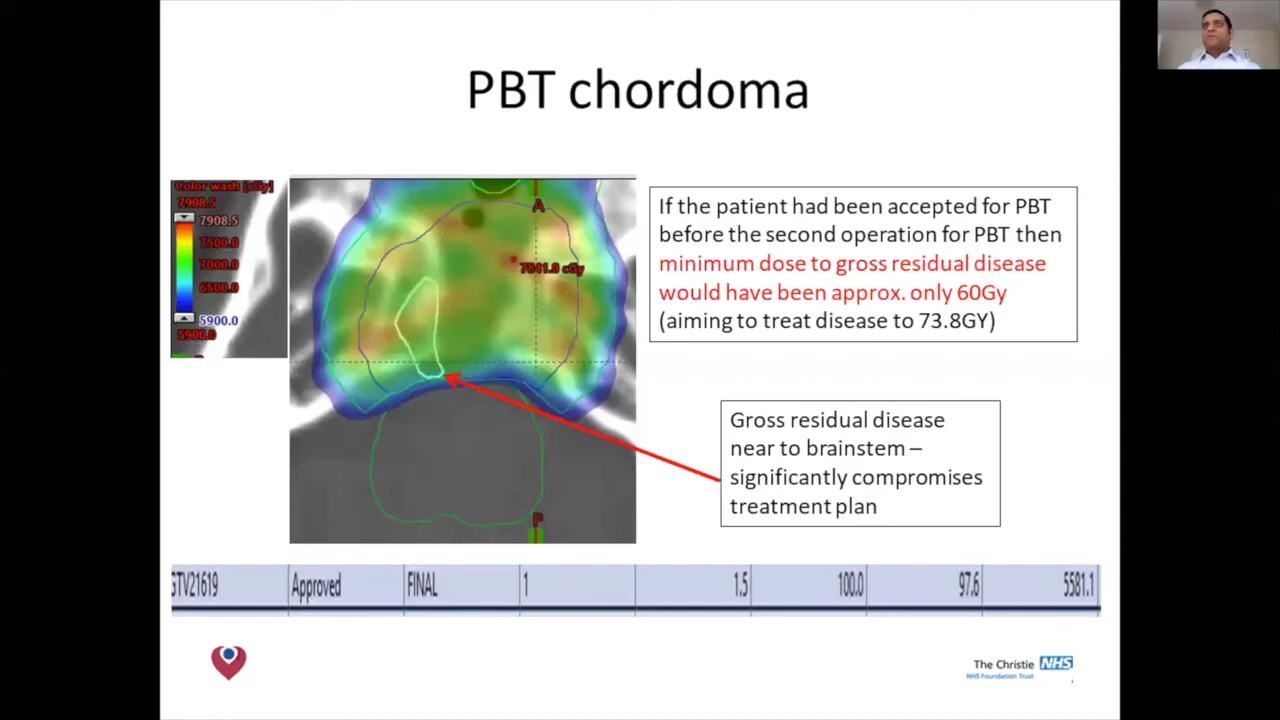 PBT chordoma
Color wash [cGy]
7908.5
7908.5
7500.0
7000.0
6500.0
5900.0
5900.0
A
7841.0 cGy
P
If the patient had been accepted for PBT
before the second operation for PBT then
minimum dose to gross residual disease
would have been approx. only 60Gy
(aiming to treat disease to 73.8GY)
Gross residual disease
near to brainstem –
significantly compromises
treatment plan
GTV21619 Approved FINAL 1 1.5 100.0 97.6 5581.1
The Christie NHS
NHS Foundation Trust